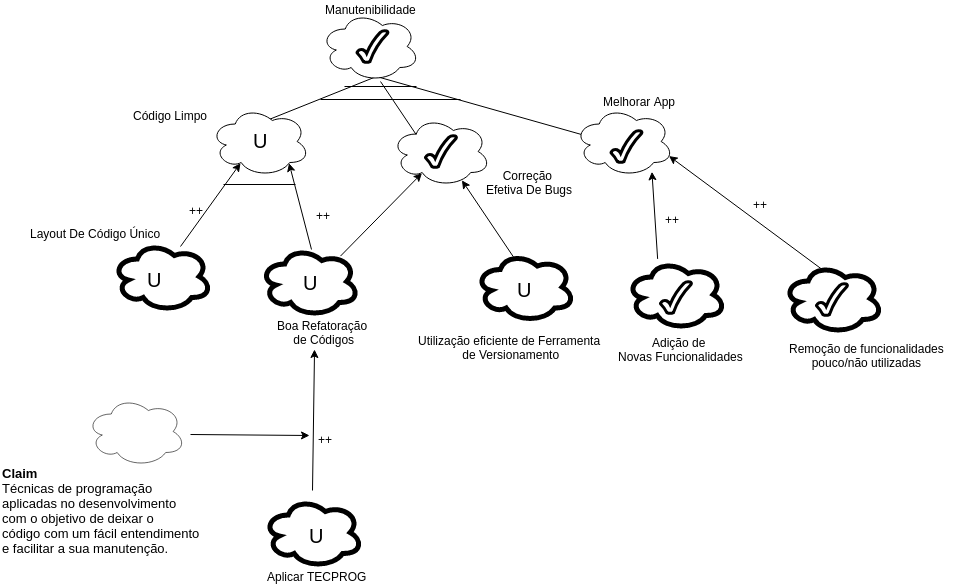 Manutenibilidade
Código Limpo
Melhorar App
U
Correção
Efetiva De Bugs
++
++
++
++
Layout De Código Único
U
U
U
Boa Refatoração
de Códigos
Utilização eficiente de Ferramenta
de Versionamento
Adição de
Novas Funcionalidades
Remoção de funcionalidades
pouco/não utilizadas
++
Claim
Técnicas de programação
aplicadas no desenvolvimento
com o objetivo de deixar o
código com um fácil entendimento
e facilitar a sua manutenção.
U
Aplicar TECPROG